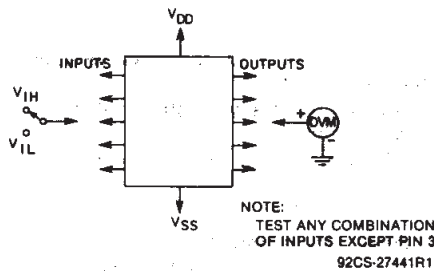 VDD
INPUTS
OUTPUTS
VIH
VIL
+
DVM
-
VSS
NOTE:
TEST ANY COMBINATION
OF INPUTS EXCEPT PIN 3
92CS-27441R1